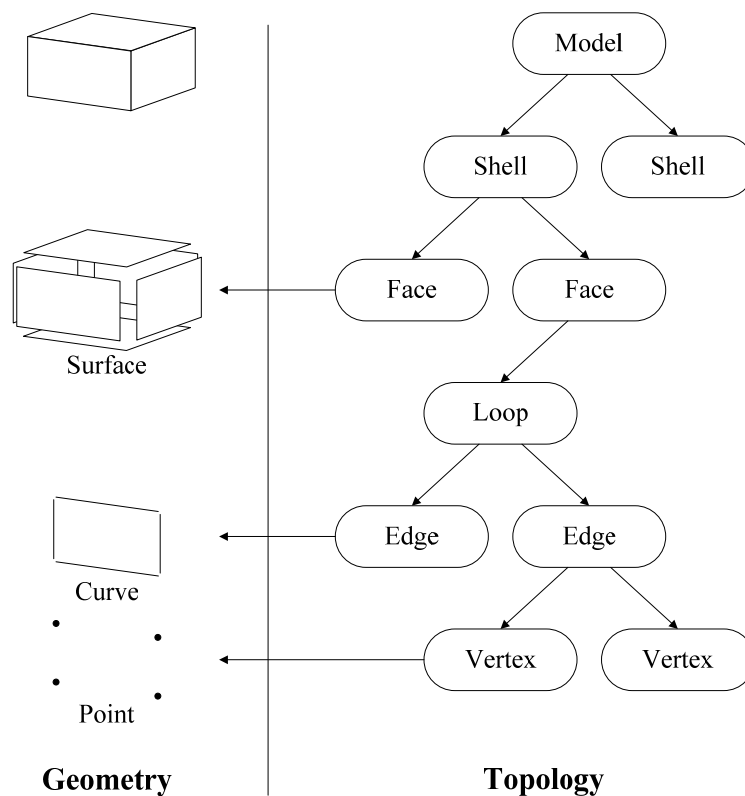 Model
Shell Shell
Face Face
Surface
Loop
Edge Edge
Curve
Vertex Vertex
Point
Geometry Topology